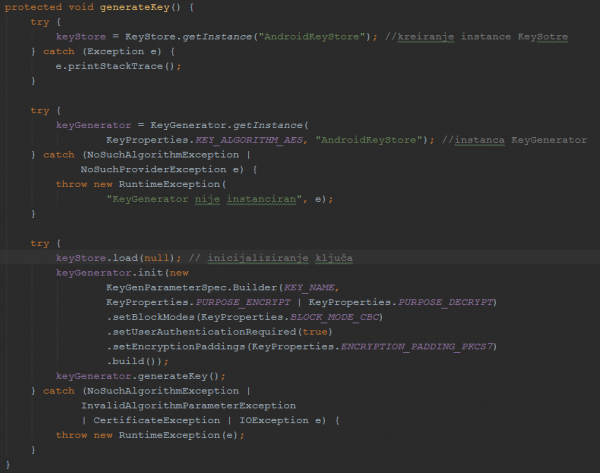 protected void generateKey() {
    try {
        keyStore = KeyStore.getInstance("AndroidKeyStore"); //kreiranje instance KeySotre
    } catch (Exception e) {
        e.printStackTrace();
    }

    try {
        keyGenerator = KeyGenerator.getInstance(
                KeyProperties.KEY_ALGORITHM_AES, "AndroidKeyStore"); //instanca KeyGenerator
    } catch (NoSuchAlgorithmException |
            NoSuchProviderException e) {
        throw new RuntimeException(
                "KeyGenerator nije instanciran", e);
    }

    try {
        keyStore.load(null); // inicijaliziranje ključa
        keyGenerator.init(new
                KeyGenParameterSpec.Builder(KEY_NAME,
                KeyProperties.PURPOSE_ENCRYPT | KeyProperties.PURPOSE_DECRYPT)
                .setBlockModes(KeyProperties.BLOCK_MODE_CBC)
                .setUserAuthenticationRequired(true)
                .setEncryptionPaddings(KeyProperties.ENCRYPTION_PADDING_PKCS7)
                .build());
        keyGenerator.generateKey();
    } catch (NoSuchAlgorithmException |
            InvalidAlgorithmParameterException
            | CertificateException | IOException e) {
        throw new RuntimeException(e);
    }
}